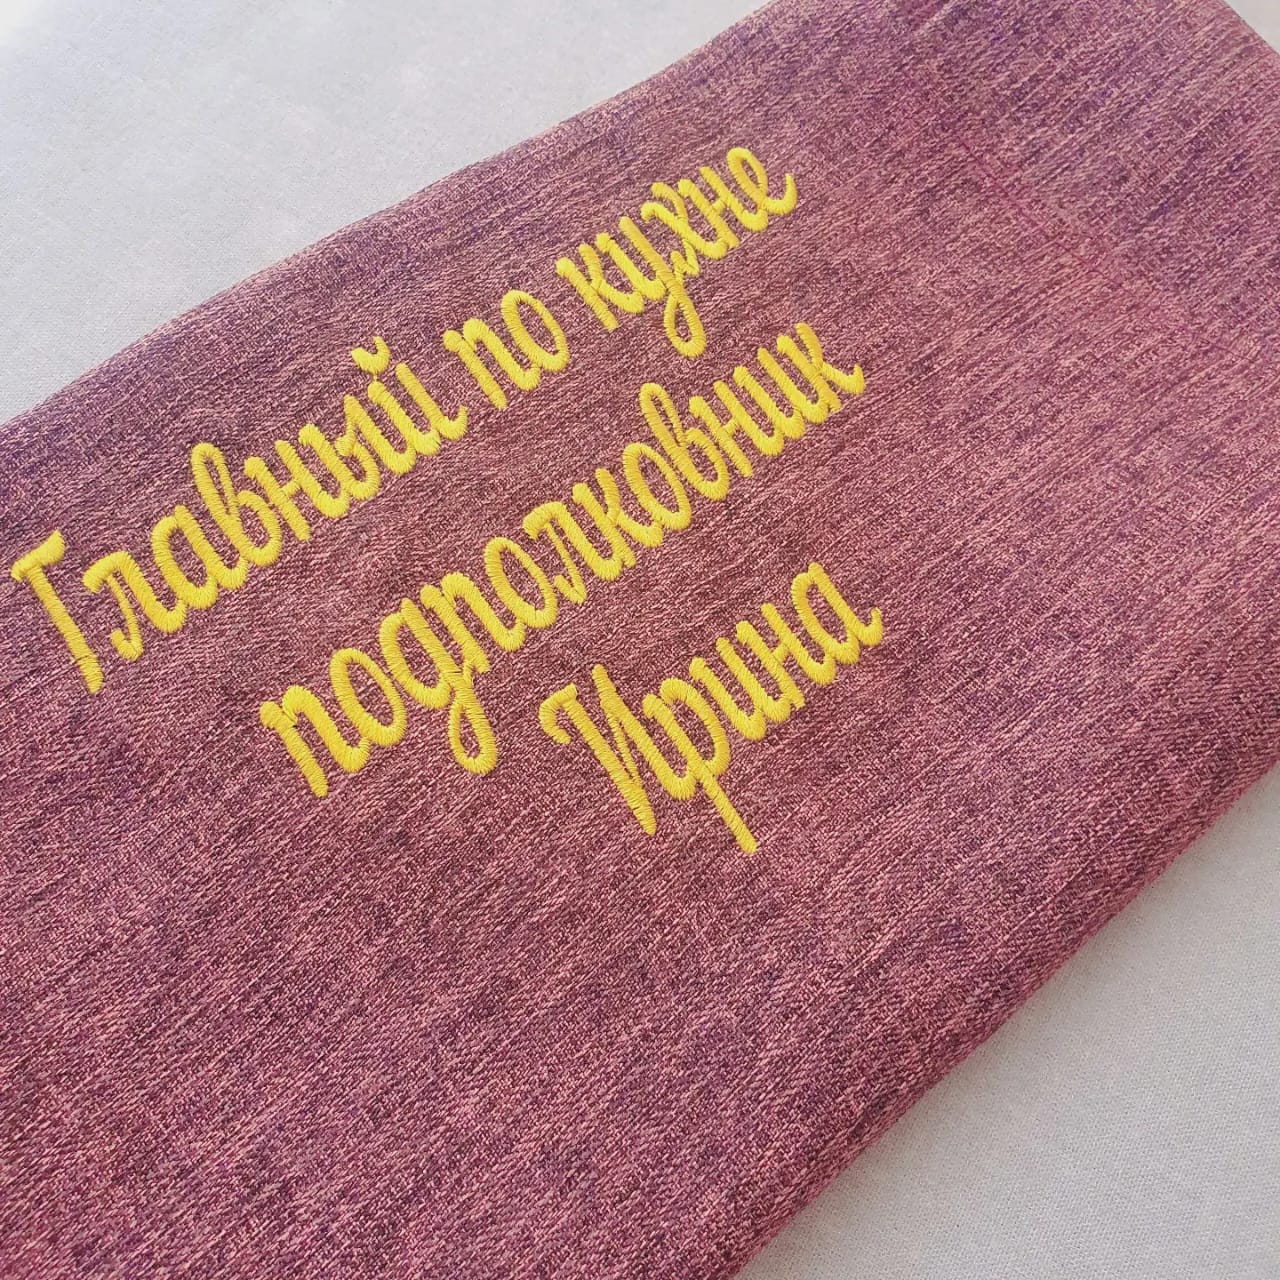 Главный по кухне
подполковник
Ирина